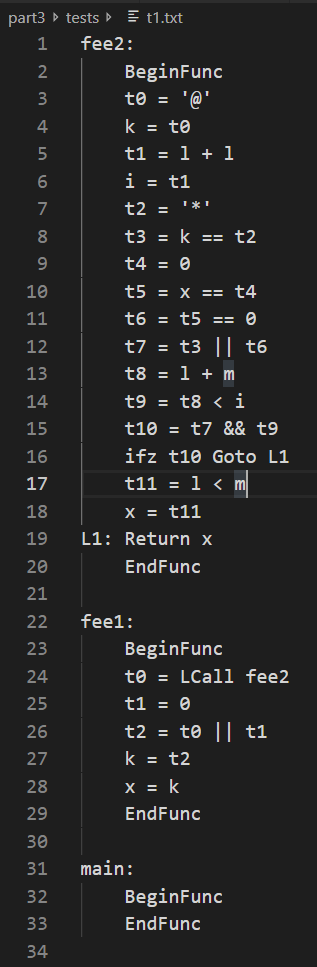 part3 > tests > t1.txt
1 fee2:
2     BeginFunc
3     t0 = '@'
4     k = t0
5     t1 = l + l
6     i = t1
7     t2 = '*'
8     t3 = k == t2
9     t4 = 0
10     t5 = x == t4
11     t6 = t5 == 0
12     t7 = t3 || t6
13     t8 = l + m
14     t9 = t8 < i
15     t10 = t7 && t9
16     ifz t10 Goto L1
17     t11 = l < m
18     x = t11
19 L1: Return x
20     EndFunc
21
22 fee1:
23     BeginFunc
24     t0 = LCall fee2
25     t1 = 0
26     t2 = t0 || t1
27     k = t2
28     x = k
29     EndFunc
30
31 main:
32     BeginFunc
33     EndFunc
34